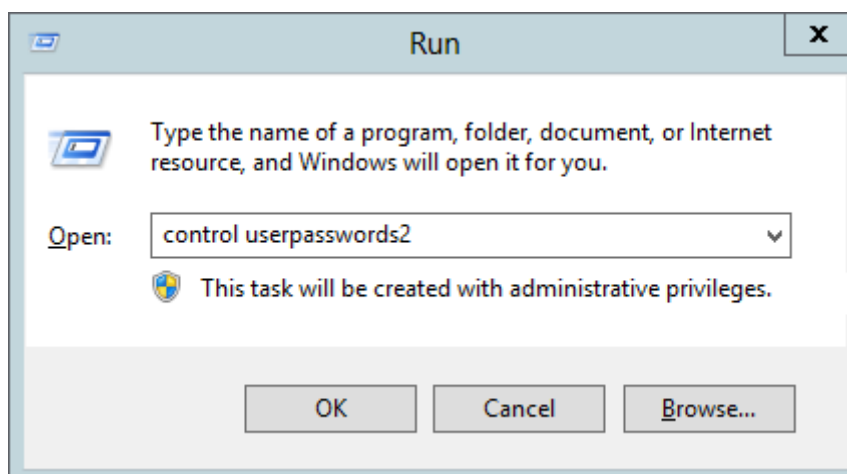 Run
x
Type the name of a program, folder, document, or Internet
resource, and Windows will open it for you.
Open: control userpasswords2
This task will be created with administrative privileges.
OK Cancel Browse...